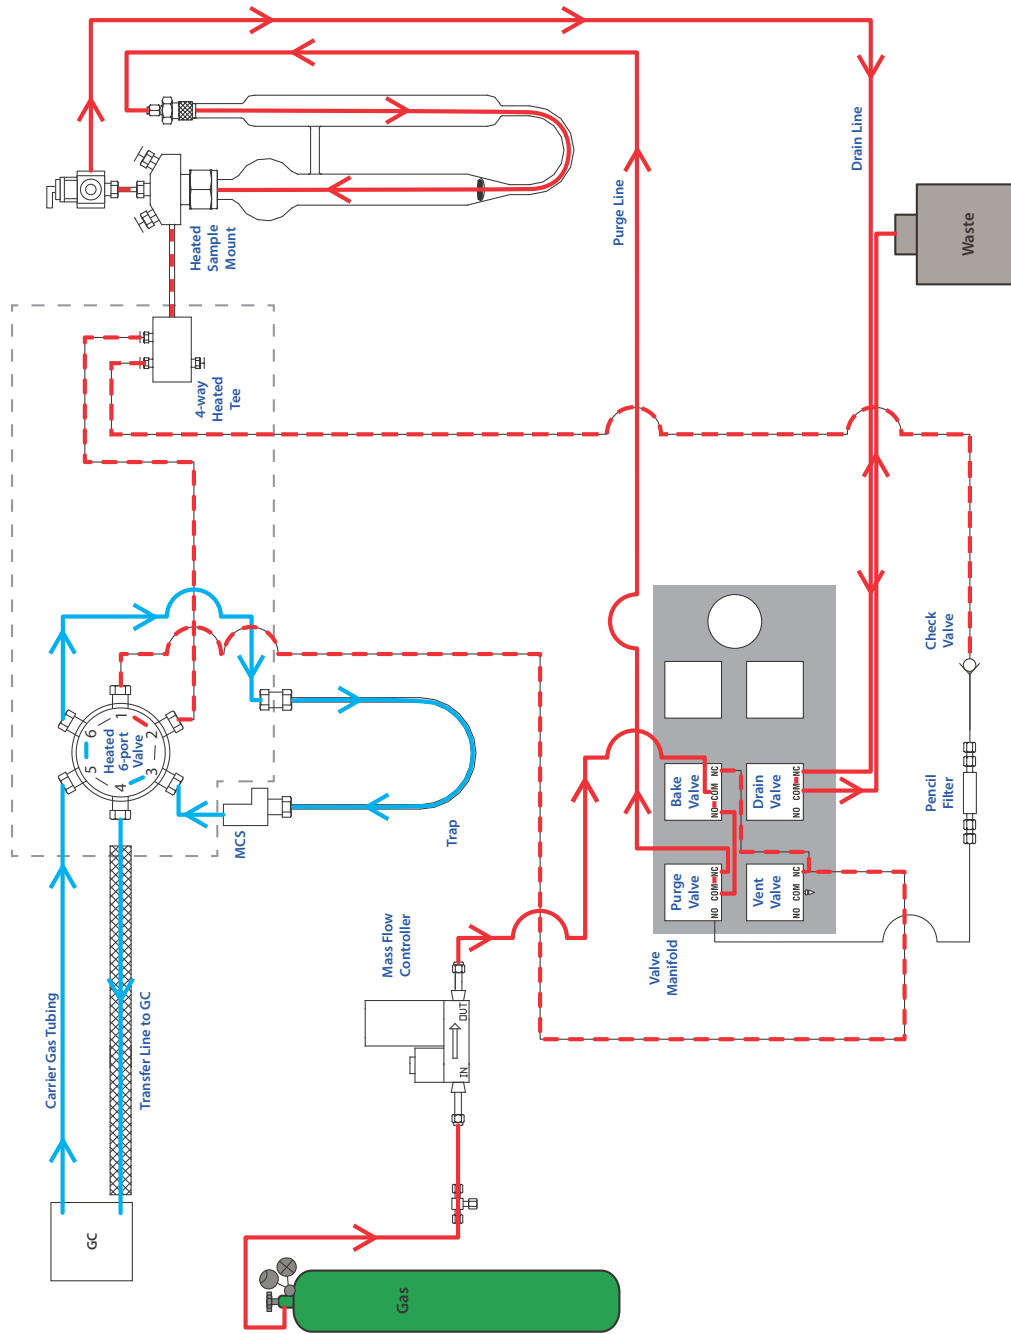 GC
Carrier Gas Tubing
Transfer Line to GC
Heated
6-port
Valve
1
2
3
4
5
6
MCS
Trap
4-way
Heated
Tee
Heated
Sample
Mount
Purge Line
Drain Line
Waste
Gas
Mass Flow
Controller
IN
OUT
Valve
Manifold
Purge
Valve
NO COM NC
Bake
Valve
NO COM NC
Vent
Valve
NO COM NC
Drain
Valve
NO COM NC
Pencil
Filter
Check
Valve